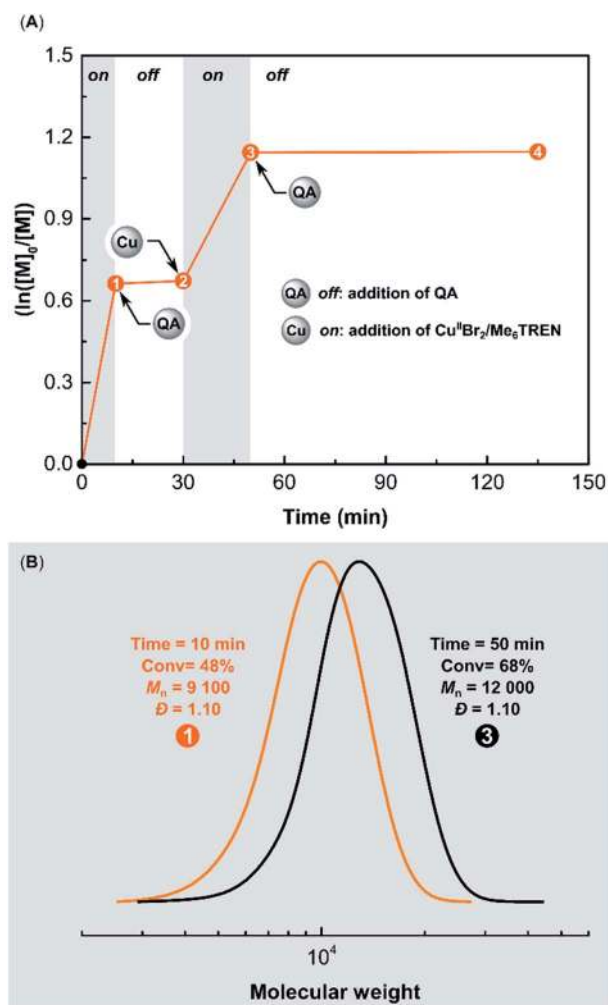 (A)
1.5
on off on off
1.2
3 4
QA
(ln([M]₀/[M])
0.9
Cu
1 2
0.6
QA
QA off: addition of QA
Cu on: addition of CuᴵᴵBr₂/Me₆TREN
0.3
0.0
0 30 60 90 120 150
Time (min)
(B)
Time = 10 min
Conv= 48%
Mn = 9 100
Đ = 1.10
1
Time = 50 min
Conv= 68%
Mn = 12 000
Đ = 1.10
3
10⁴
Molecular weight